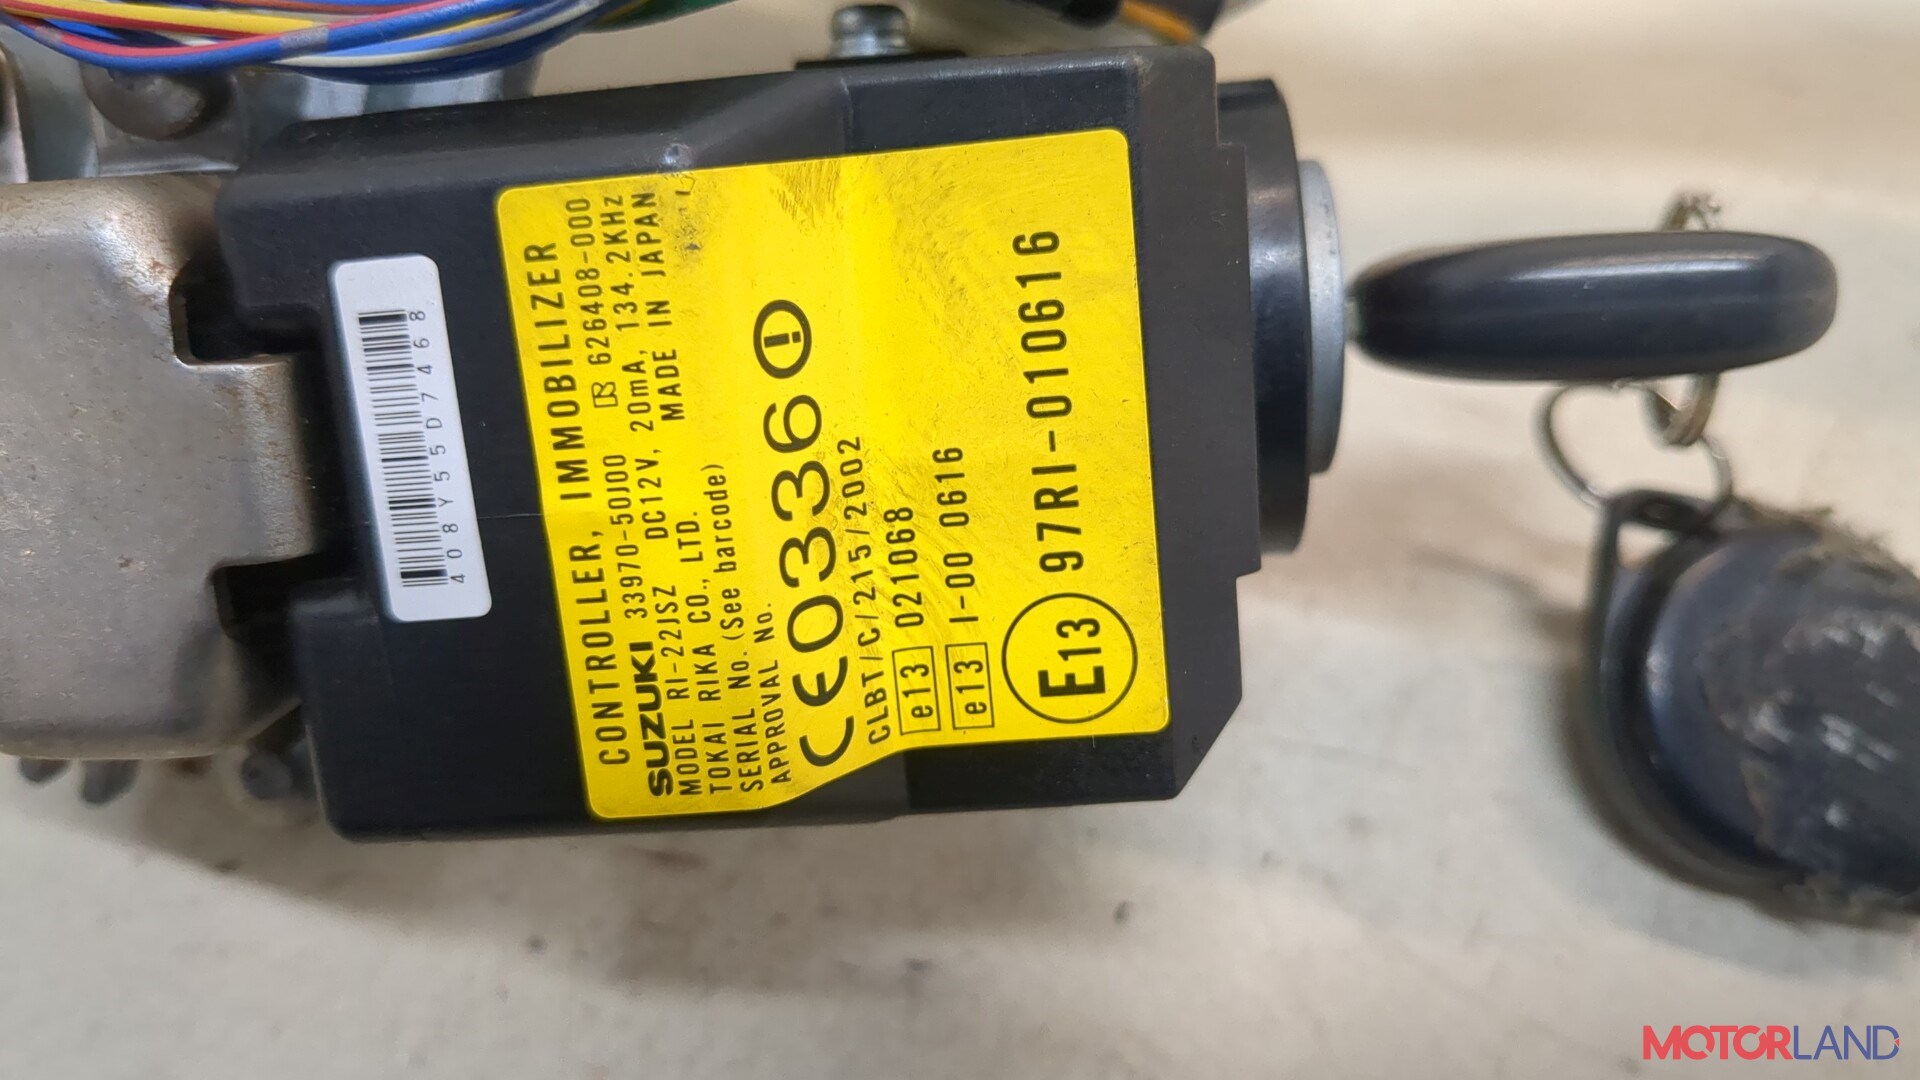 408Y55D7468
CONTROLLER, IMMOBILIZER
SUZUKI 33970-50J00 626408-000
MODEL RI-22JSZ DC12V, 20mA, 134.2KHz
TOKAI RIKA CO., LTD. MADE IN JAPAN
SERIAL No. (See barcode)
APPROVAL No.
CE0336
CLBT/C/215/2002
e13 021068
e13 I-00 0616
E13 97RI-010616
MOTORLAND